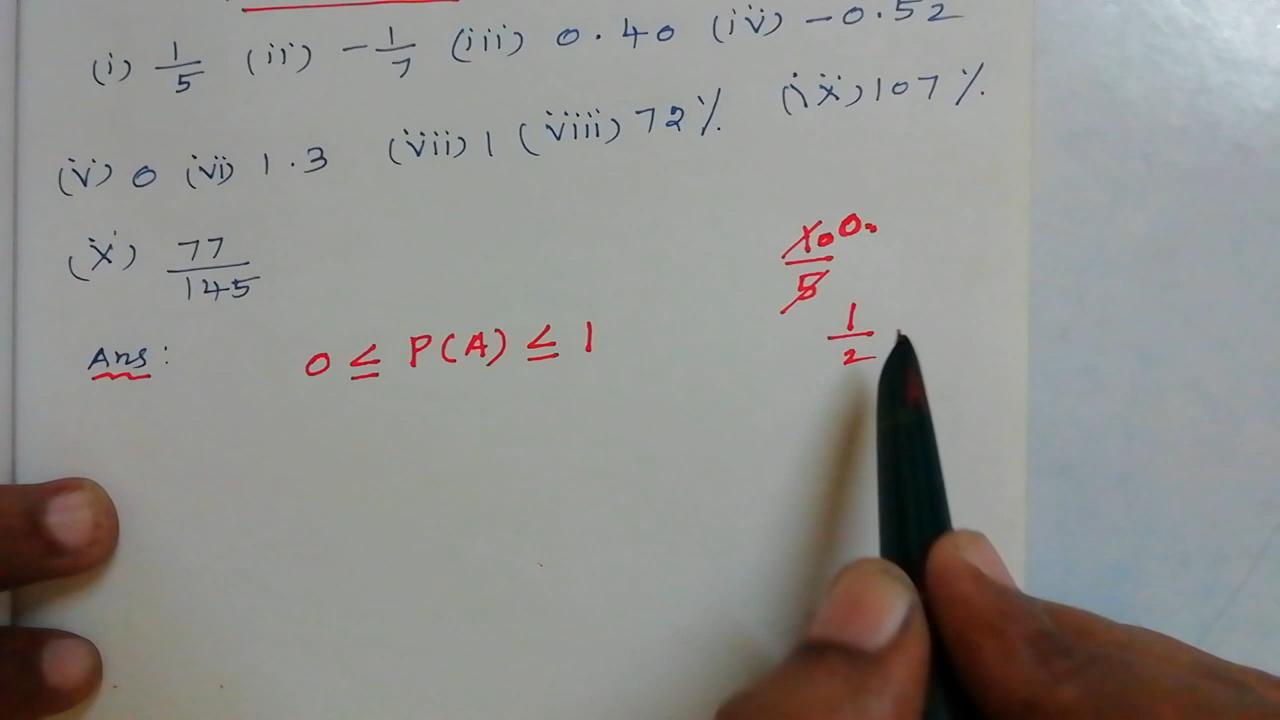 (i) 1/5 (ii) -1/7 (iii) 0.40 (iv) -0.52
(v) 0 (vi) 1.3 (vii) 1 (viii) 72% (ix) 107%
(x) 77/145
Ans: 0 ≤ P(A) ≤ 1
1/2